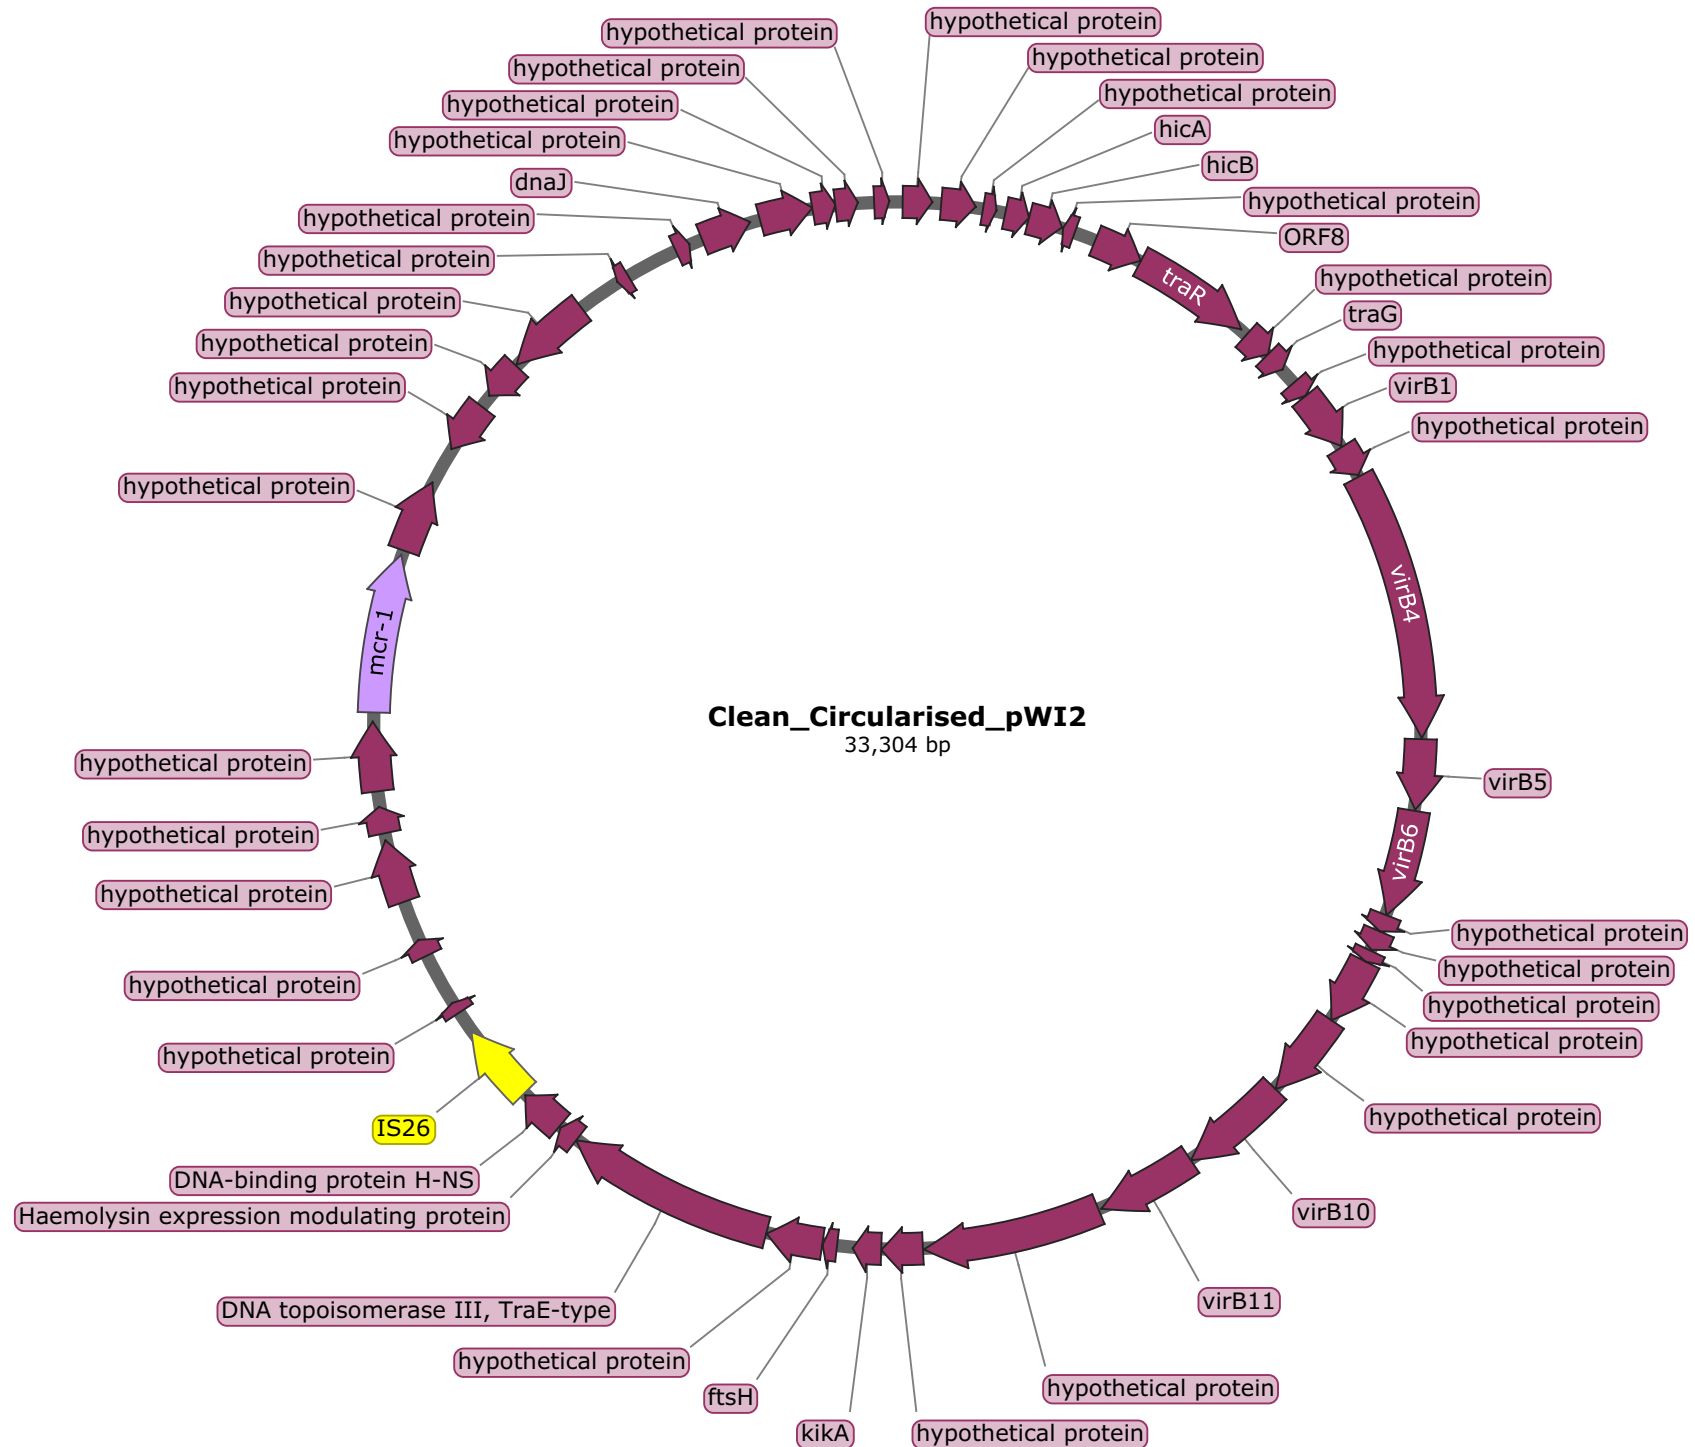 hypothetical protein
hypothetical protein
hypothetical protein
hypothetical protein
hypothetical protein
hypothetical protein
hypothetical protein
hicA
hypothetical protein
hicB
dnaJ
hypothetical protein
hypothetical protein
ORF8
hypothetical protein
hypothetical protein
traR
hypothetical protein
traG
hypothetical protein
hypothetical protein
hypothetical protein
virB1
hypothetical protein
hypothetical protein
virB4
mcr-1
Clean_Circularised_pWI2
33,304 bp
hypothetical protein
virB5
hypothetical protein
virB6
hypothetical protein
hypothetical protein
hypothetical protein
hypothetical protein
hypothetical protein
hypothetical protein
hypothetical protein
hypothetical protein
IS26
DNA-binding protein H-NS
virB10
Haemolysin expression modulating protein
virB11
DNA topoisomerase III, TraE-type
hypothetical protein
hypothetical protein
ftsH
kikA
hypothetical protein